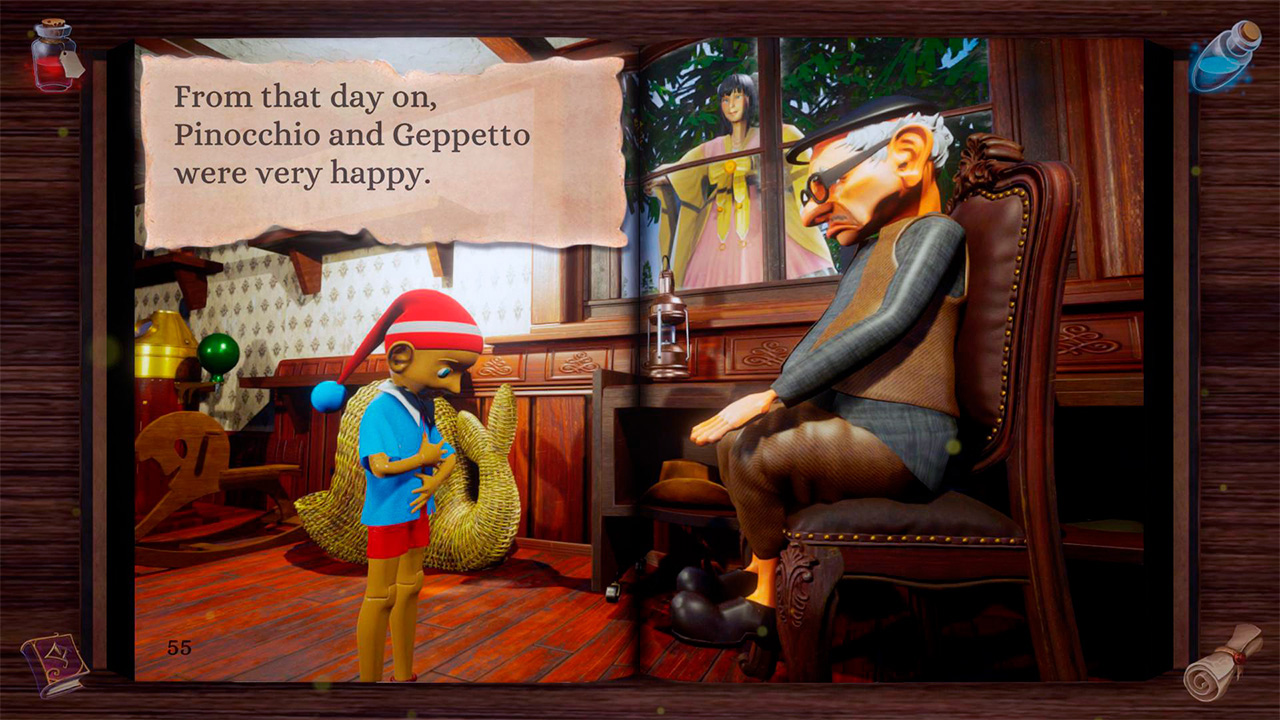 From that day on,
Pinocchio and Geppetto
were very happy.
55